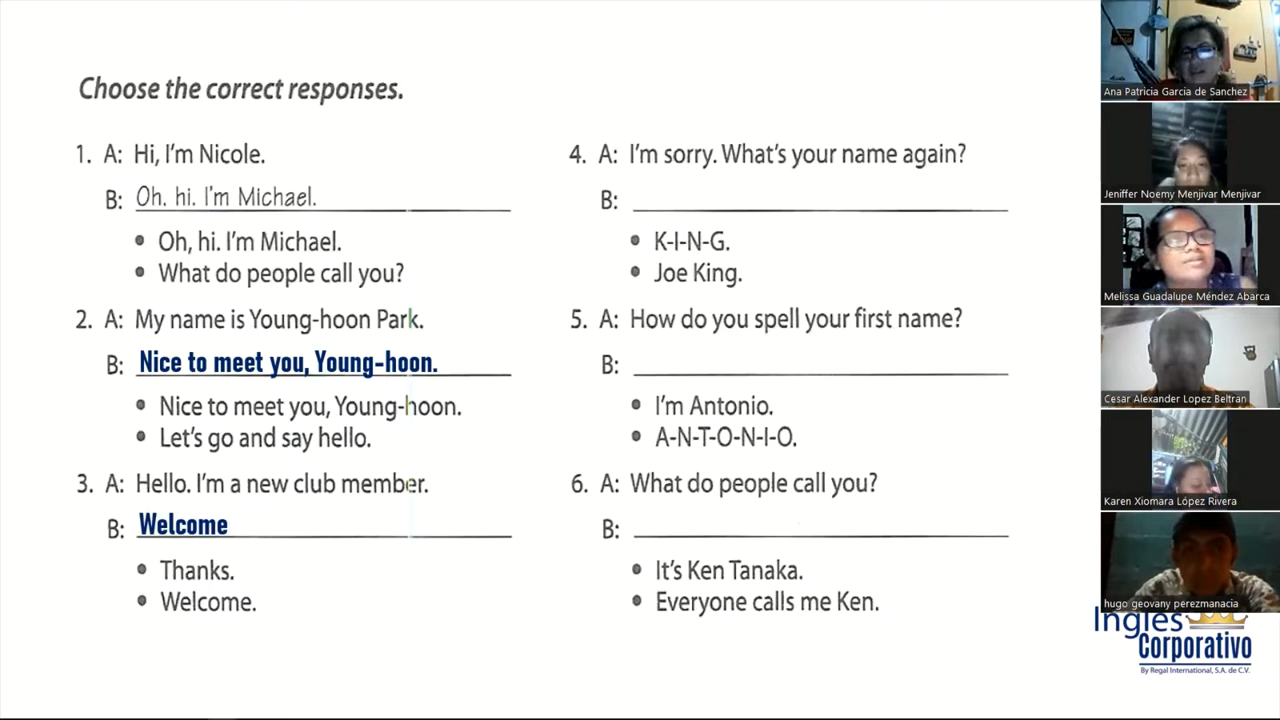 Choose the correct responses.
1. A: Hi, I'm Nicole.
B: Oh. hi. I'm Michael.
• Oh, hi. I'm Michael.
• What do people call you?
2. A: My name is Young-hoon Park.
B: Nice to meet you, Young-hoon.
• Nice to meet you, Young-hoon.
• Let's go and say hello.
3. A: Hello. I'm a new club member.
B: Welcome
• Thanks.
• Welcome.
4. A: I'm sorry. What's your name again?
B:
• K-I-N-G.
• Joe King.
5. A: How do you spell your first name?
B:
• I'm Antonio.
• A-N-T-O-N-I-O.
6. A: What do people call you?
B:
• It's Ken Tanaka.
• Everyone calls me Ken.
Ana Patricia Garcia de Sanchez
Jeniffer Noemy Menjivar Menjivar
Melissa Guadalupe Méndez Abarca
Cesar Alexander Lopez Beltran
Karen Xiomara López Rivera
hugo geovany perezmanacia
Ingles
Corporativo
By Regal International, S.A. de C.V.